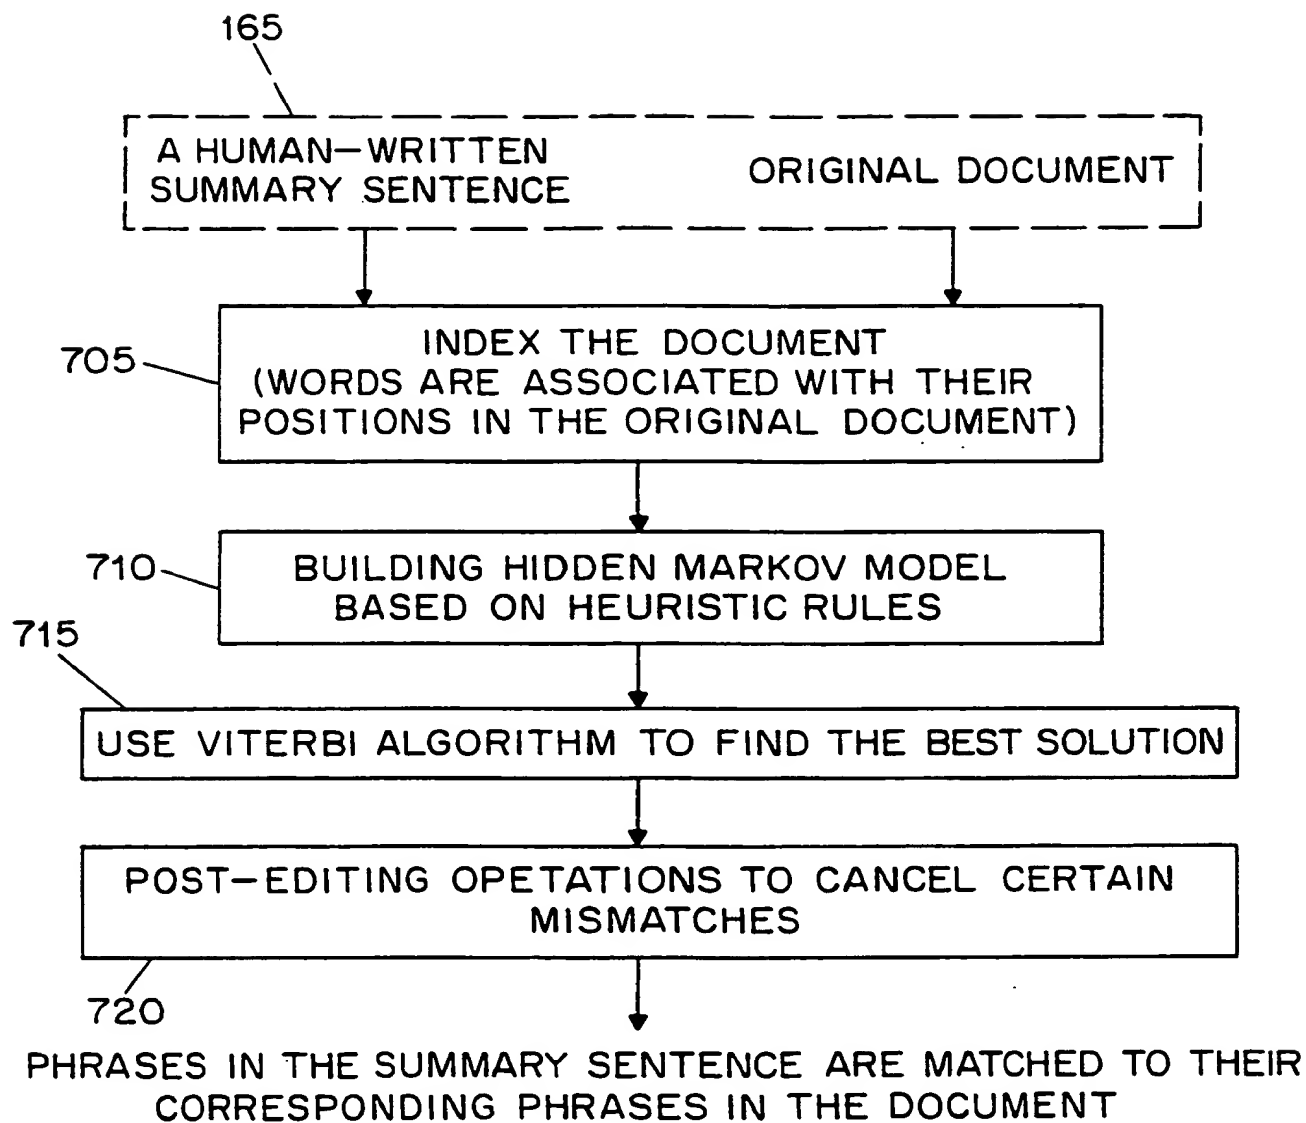 165
A HUMAN-WRITTEN
SUMMARY SENTENCE
ORIGINAL DOCUMENT
705
INDEX THE DOCUMENT
(WORDS ARE ASSOCIATED WITH THEIR
POSITIONS IN THE ORIGINAL DOCUMENT)
710
BUILDING HIDDEN MARKOV MODEL
BASED ON HEURISTIC RULES
715
USE VITERBI ALGORITHM TO FIND THE BEST SOLUTION
POST-EDITING OPETATIONS TO CANCEL CERTAIN
MISMATCHES
720
PHRASES IN THE SUMMARY SENTENCE ARE MATCHED TO THEIR
CORRESPONDING PHRASES IN THE DOCUMENT